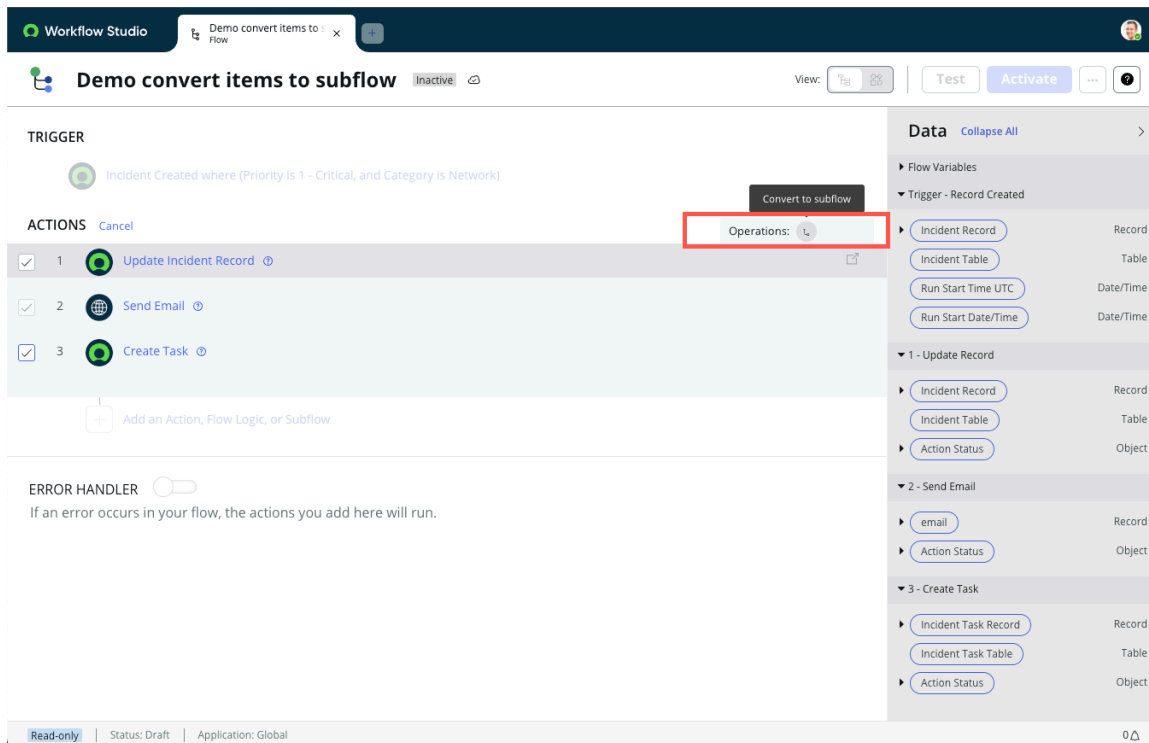 Workflow Studio
Demo convert items to s
Flow
Demo convert items to subflow
Inactive
View:
Test
Activate
...
TRIGGER
Incident Created where (Priority is 1 - Critical, and Category is Network)
Convert to subflow
ACTIONS Cancel
Operations:
1 Update Incident Record
2 Send Email
3 Create Task
Add an Action, Flow Logic, or Subflow
ERROR HANDLER
If an error occurs in your flow, the actions you add here will run.
Data Collapse All
Flow Variables
Trigger - Record Created
Incident Record Record
Incident Table Table
Run Start Time UTC Date/Time
Run Start Date/Time Date/Time
1 - Update Record
Incident Record Record
Incident Table Table
Action Status Object
2 - Send Email
email Record
Action Status Object
3 - Create Task
Incident Task Record Record
Incident Task Table Table
Action Status Object
Read-only | Status: Draft | Application: Global
0